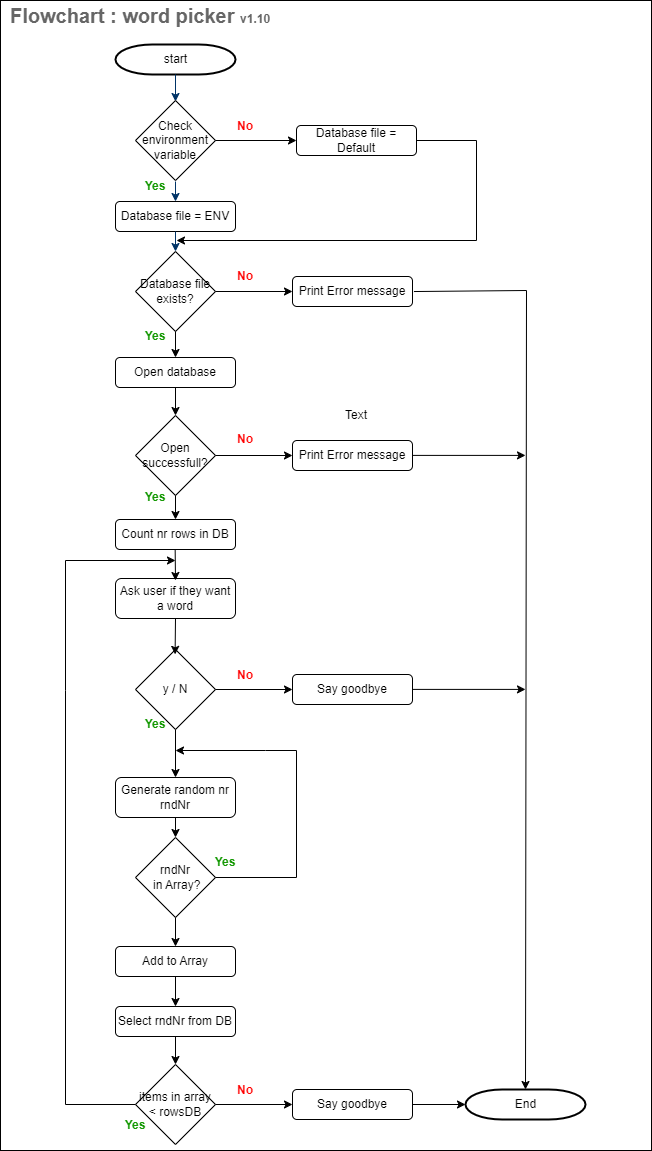 Flowchart : word picker v1.10
start
Check
environment
variable
No
Database file =
Default
Yes
Database file = ENV
Database file
exists?
No
Print Error message
Yes
Open database
Text
Open
successfull?
No
Print Error message
Yes
Count nr rows in DB
Ask user if they want
a word
y / N
No
Say goodbye
Yes
Generate random nr
rndNr
rndNr
in Array?
Yes
Add to Array
Select rndNr from DB
items in array
< rowsDB
No
Say goodbye
End
Yes